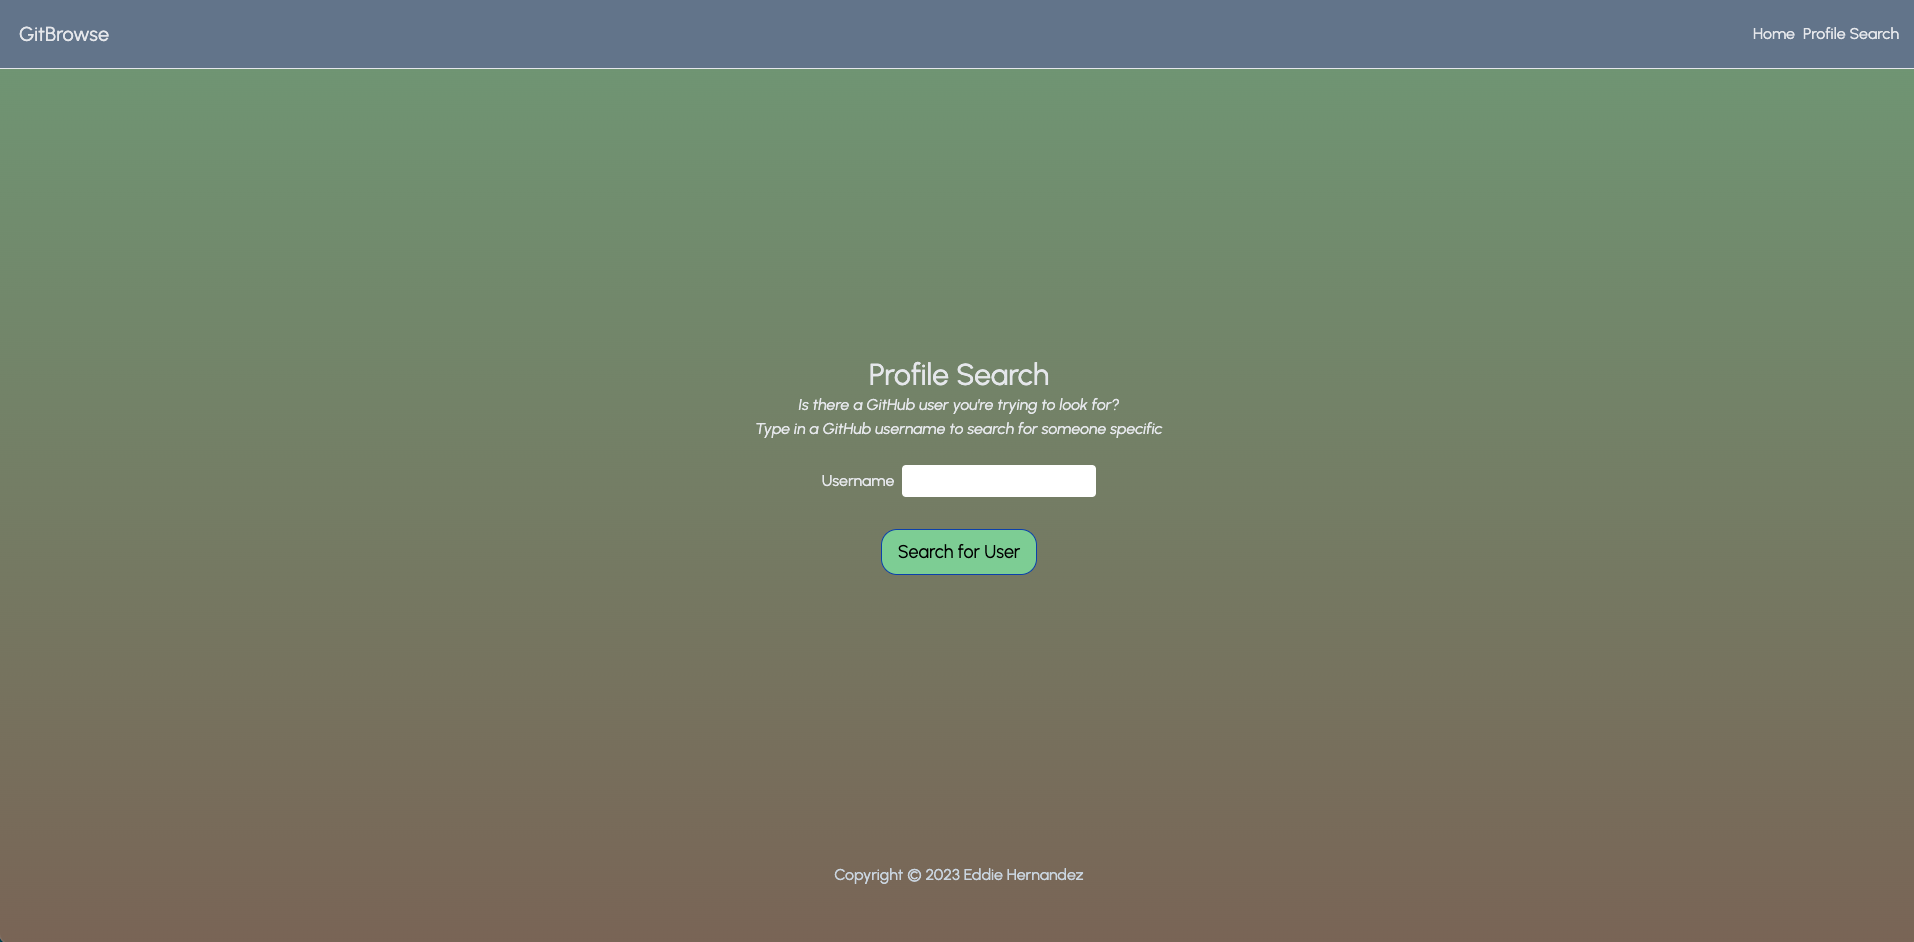 GitBrowse
Home Profile Search
Profile Search
Is there a GitHub user you're trying to look for?
Type in a GitHub username to search for someone specific
Username
Search for User
Copyright © 2023 Eddie Hernandez